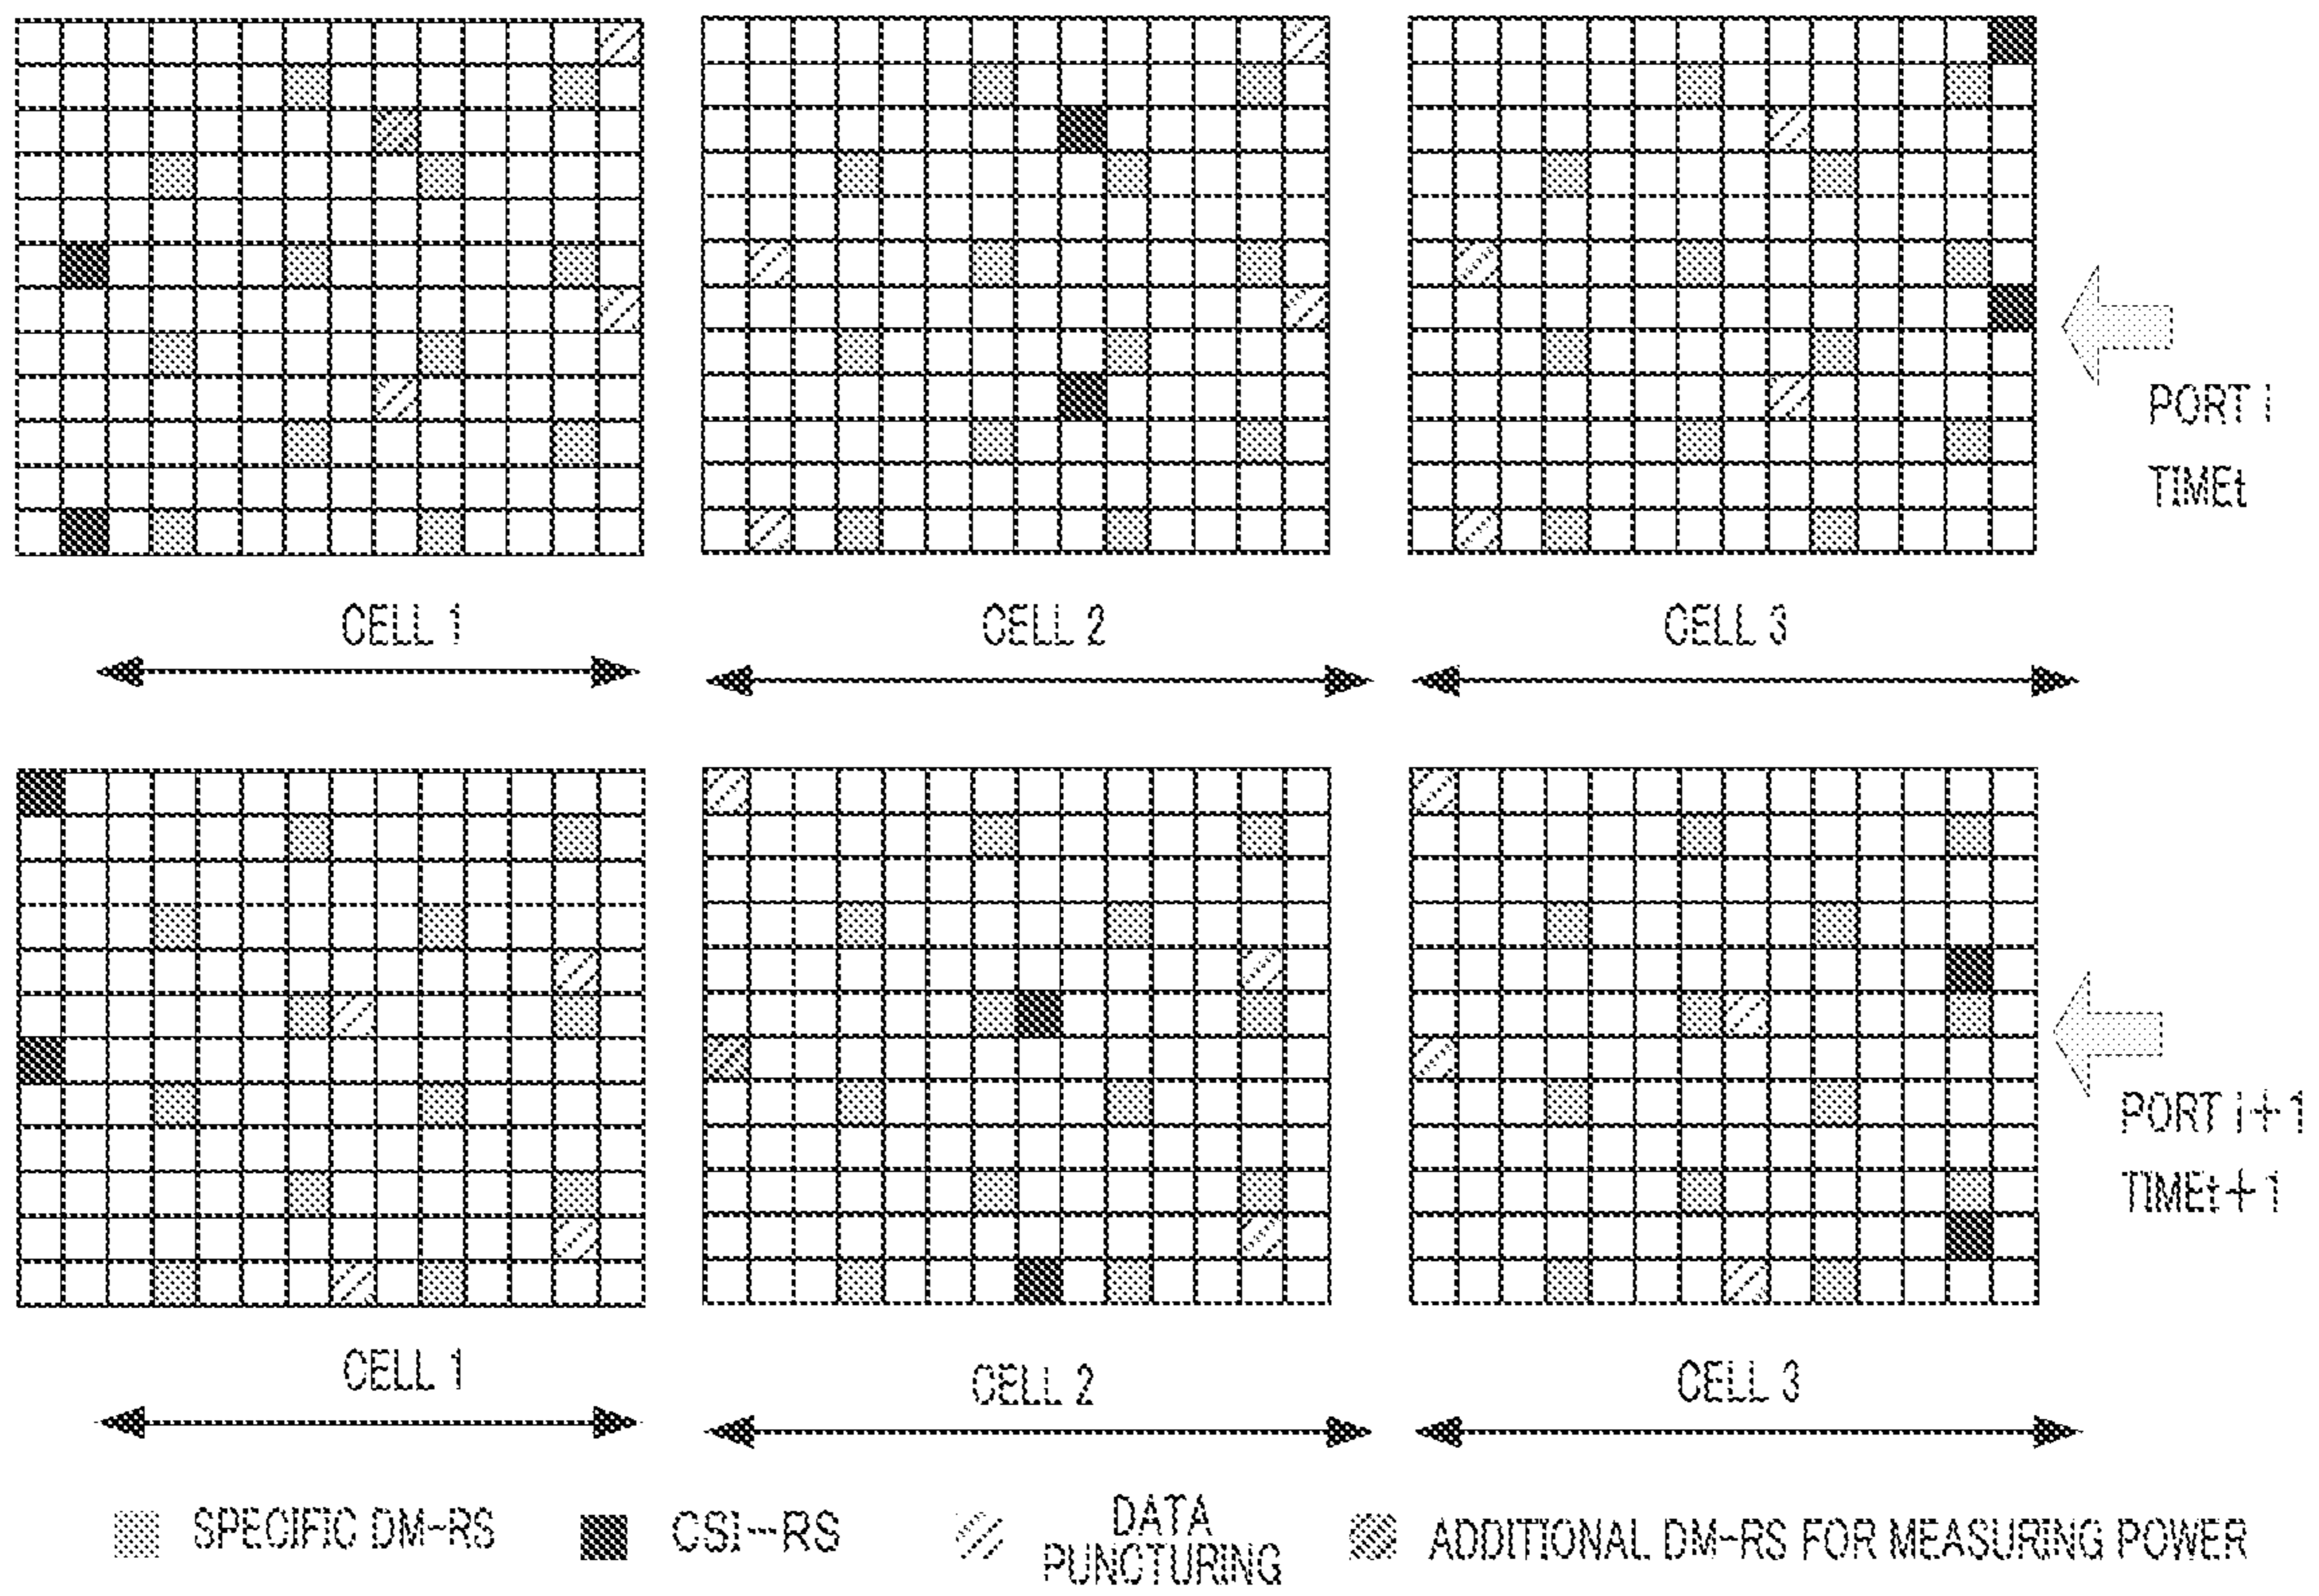 PORT i
TIMEt
CELL 1
CELL 2
CELL 3
PORT i+1
TIMEt+1
CELL 1
CELL 2
CELL 3
SPECIFIC DM-RS
CSI-RS
DATA
PUNCTURING
ADDITIONAL DM-RS FOR MEASURING POWER